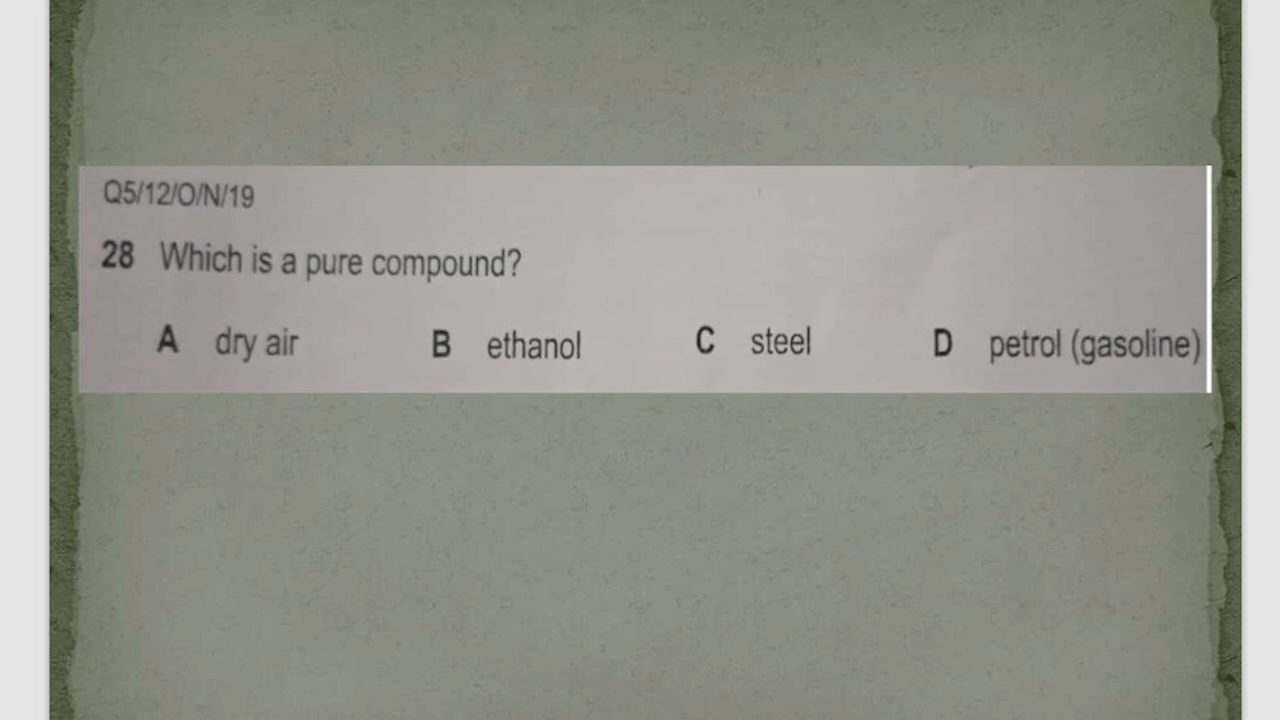 Q5/12/O/N/19
28 Which is a pure compound?
A dry air B ethanol C steel D petrol (gasoline)